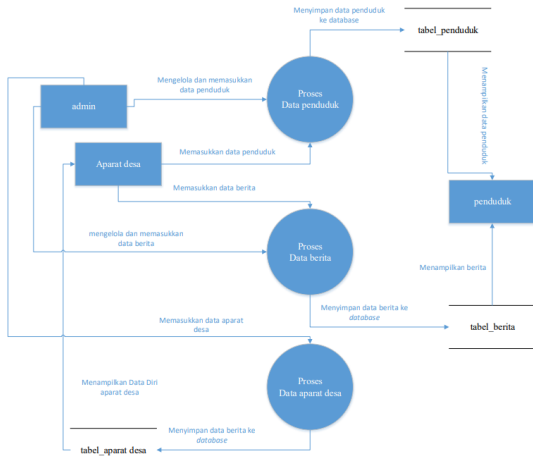 Menyimpan data penduduk
ke database
tabel_penduduk
Mengelola dan memasukkan
data penduduk
admin
Proses
Data penduduk
Menampilkan data penduduk
Memasukkan data penduduk
Aparat desa
Memasukkan data berita
penduduk
mengelola dan memasukkan
data berita
Proses
Data berita
Menampilkan berita
Menyimpan data berita ke
database
Memasukkan data aparat
desa
tabel_berita
Proses
Data aparat desa
Menampilkan Data Diri
aparat desa
Menyimpan data berita ke
database
tabel_aparat desa